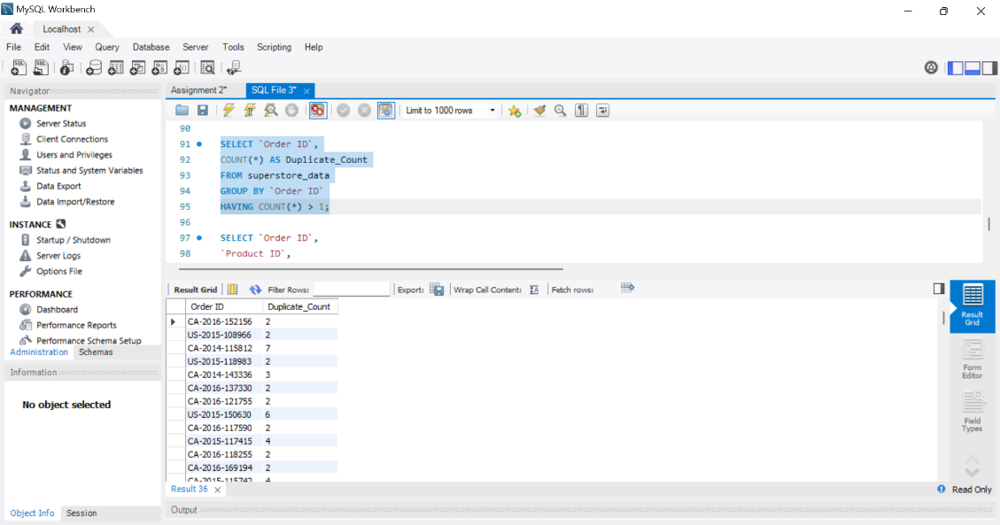 MySQL Workbench
Localhost
File Edit View Query Database Server Tools Scripting Help
Navigator
MANAGEMENT
Server Status
Client Connections
Users and Privileges
Status and System Variables
Data Export
Data Import/Restore
INSTANCE
Startup / Shutdown
Server Logs
Options File
PERFORMANCE
Dashboard
Performance Reports
Performance Schema Setup
Administration Schemas
Information
No object selected
Object Info Session
Assignment 2* SQL File 3*
Limit to 1000 rows
90
91 SELECT `Order ID`,
92 COUNT(*) AS Duplicate_Count
93 FROM superstore_data
94 GROUP BY `Order ID`
95 HAVING COUNT(*) > 1;
96
97 SELECT `Order ID`,
98 `Product ID`,
Result Grid Filter Rows: Export: Wrap Cell Content: Fetch rows:
Order ID Duplicate_Count
CA-2016-152156 2
US-2015-108966 2
CA-2014-115812 7
US-2015-118983 2
CA-2014-143336 3
CA-2016-137330 2
CA-2016-121755 2
US-2015-150630 6
CA-2016-117590 2
CA-2015-117415 4
CA-2016-118255 2
CA-2016-169194 2
CA-2015-115742 4
Result Grid
Form Editor
Field Types
Result 36 Read Only
Output